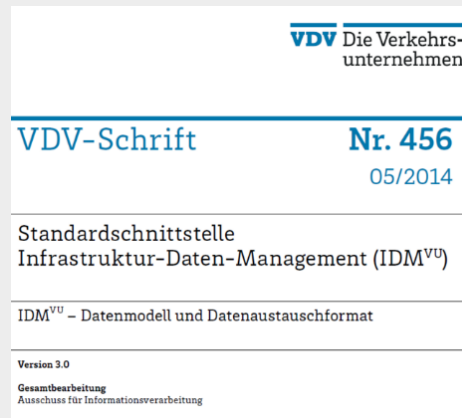 VDV Die Verkehrs-
unternehmen
VDV-Schrift Nr. 456
05/2014
Standardschnittstelle
Infrastruktur-Daten-Management (IDMᵛᵁ)
IDMᵛᵁ – Datenmodell und Datenaustauschformat
Version 3.0
Gesamtbearbeitung
Ausschuss für Informationsverarbeitung